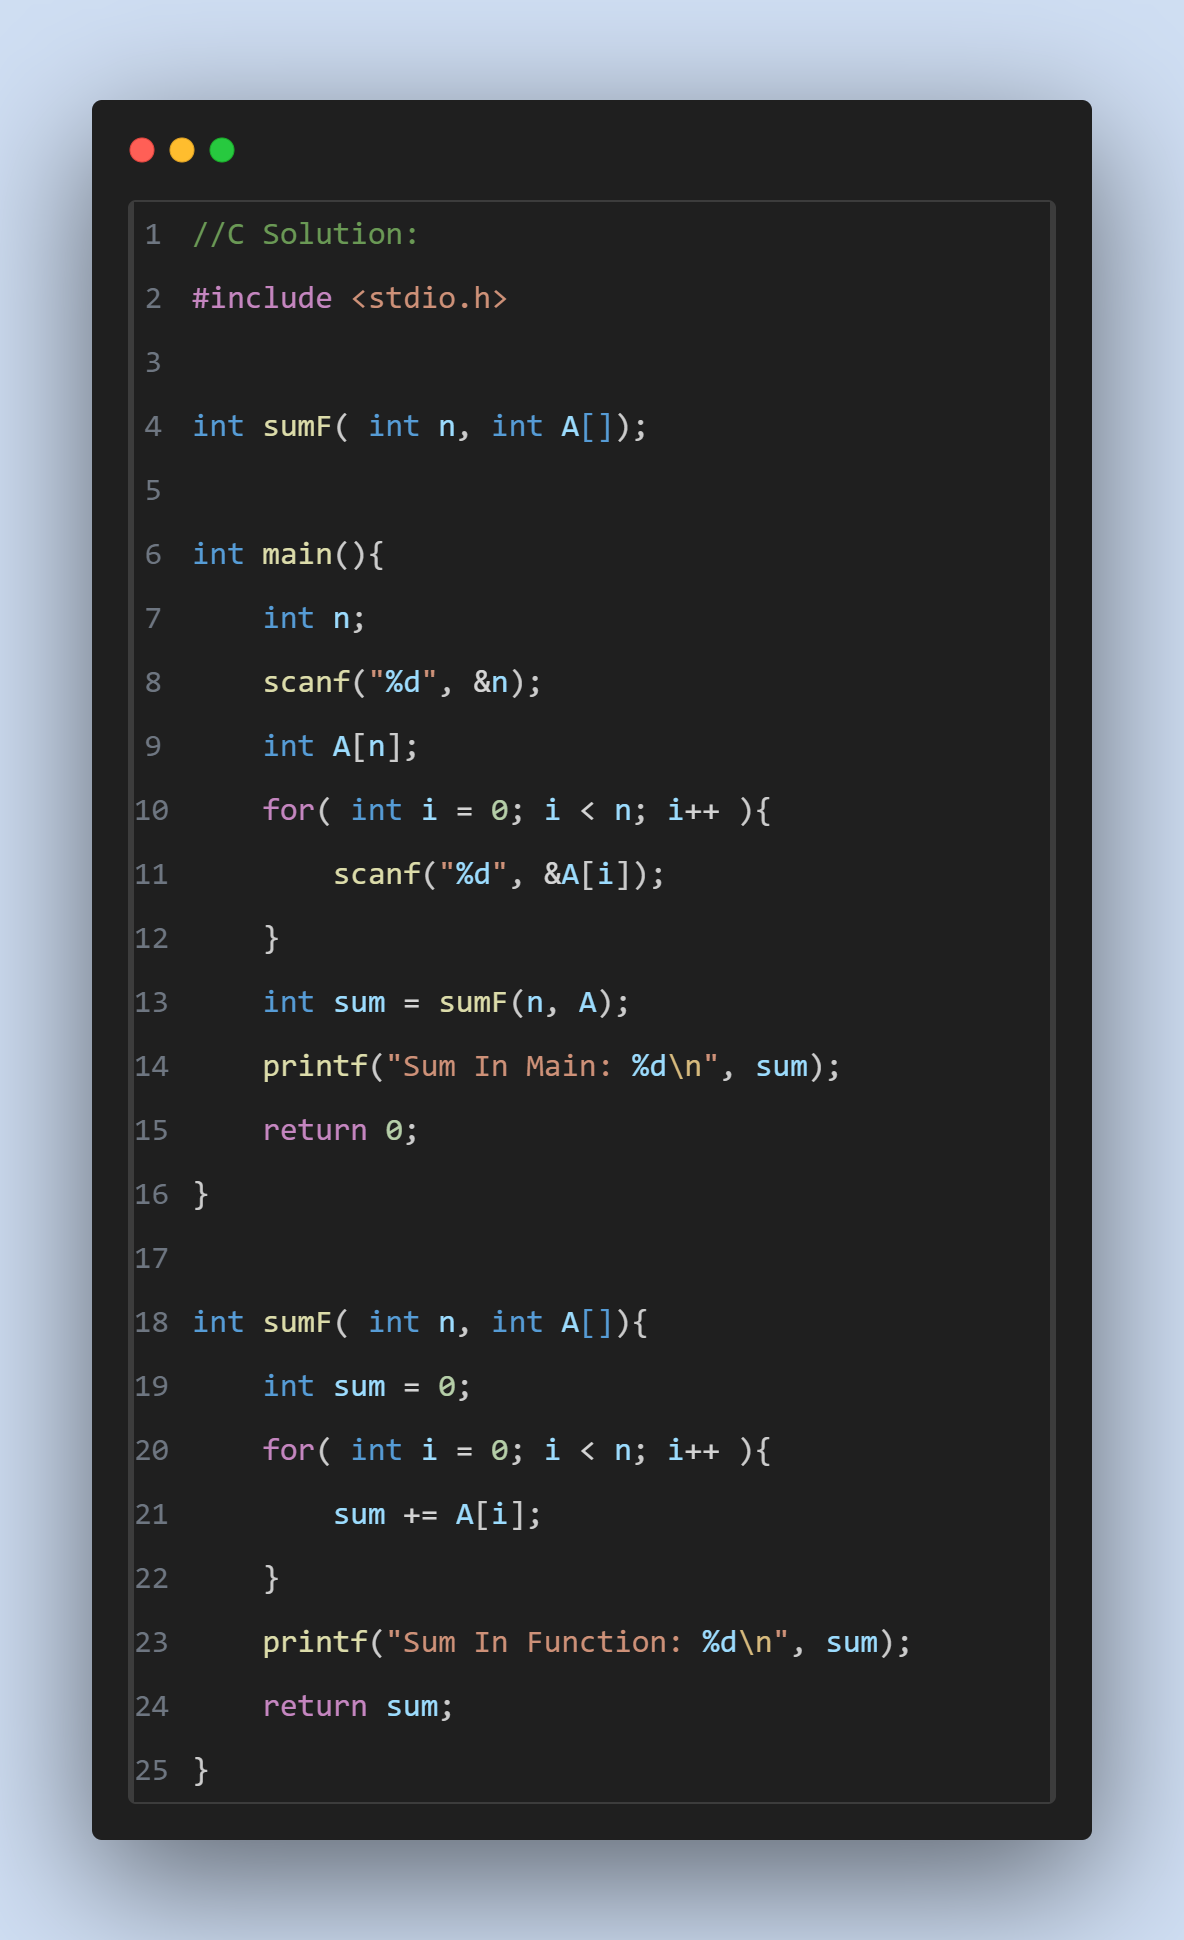 1 //C Solution:
2 #include <stdio.h>
3
4 int sumF( int n, int A[]);
5
6 int main(){
7     int n;
8     scanf("%d", &n);
9     int A[n];
10     for( int i = 0; i < n; i++ ){
11         scanf("%d", &A[i]);
12     }
13     int sum = sumF(n, A);
14     printf("Sum In Main: %d\n", sum);
15     return 0;
16 }
17
18 int sumF( int n, int A[]){
19     int sum = 0;
20     for( int i = 0; i < n; i++ ){
21         sum += A[i];
22     }
23     printf("Sum In Function: %d\n", sum);
24     return sum;
25 }